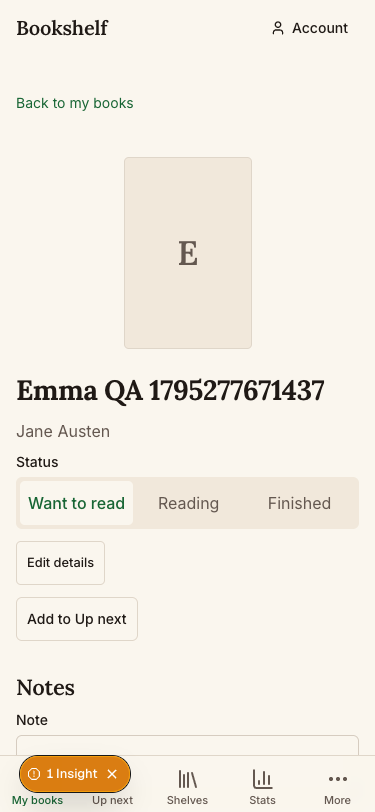 Bookshelf
Account
Back to my books
E
Emma QA 1795277671437
Jane Austen
Status
Want to read Reading Finished
Edit details
Add to Up next
Notes
Note
1 Insight
My books Up next Shelves Stats More